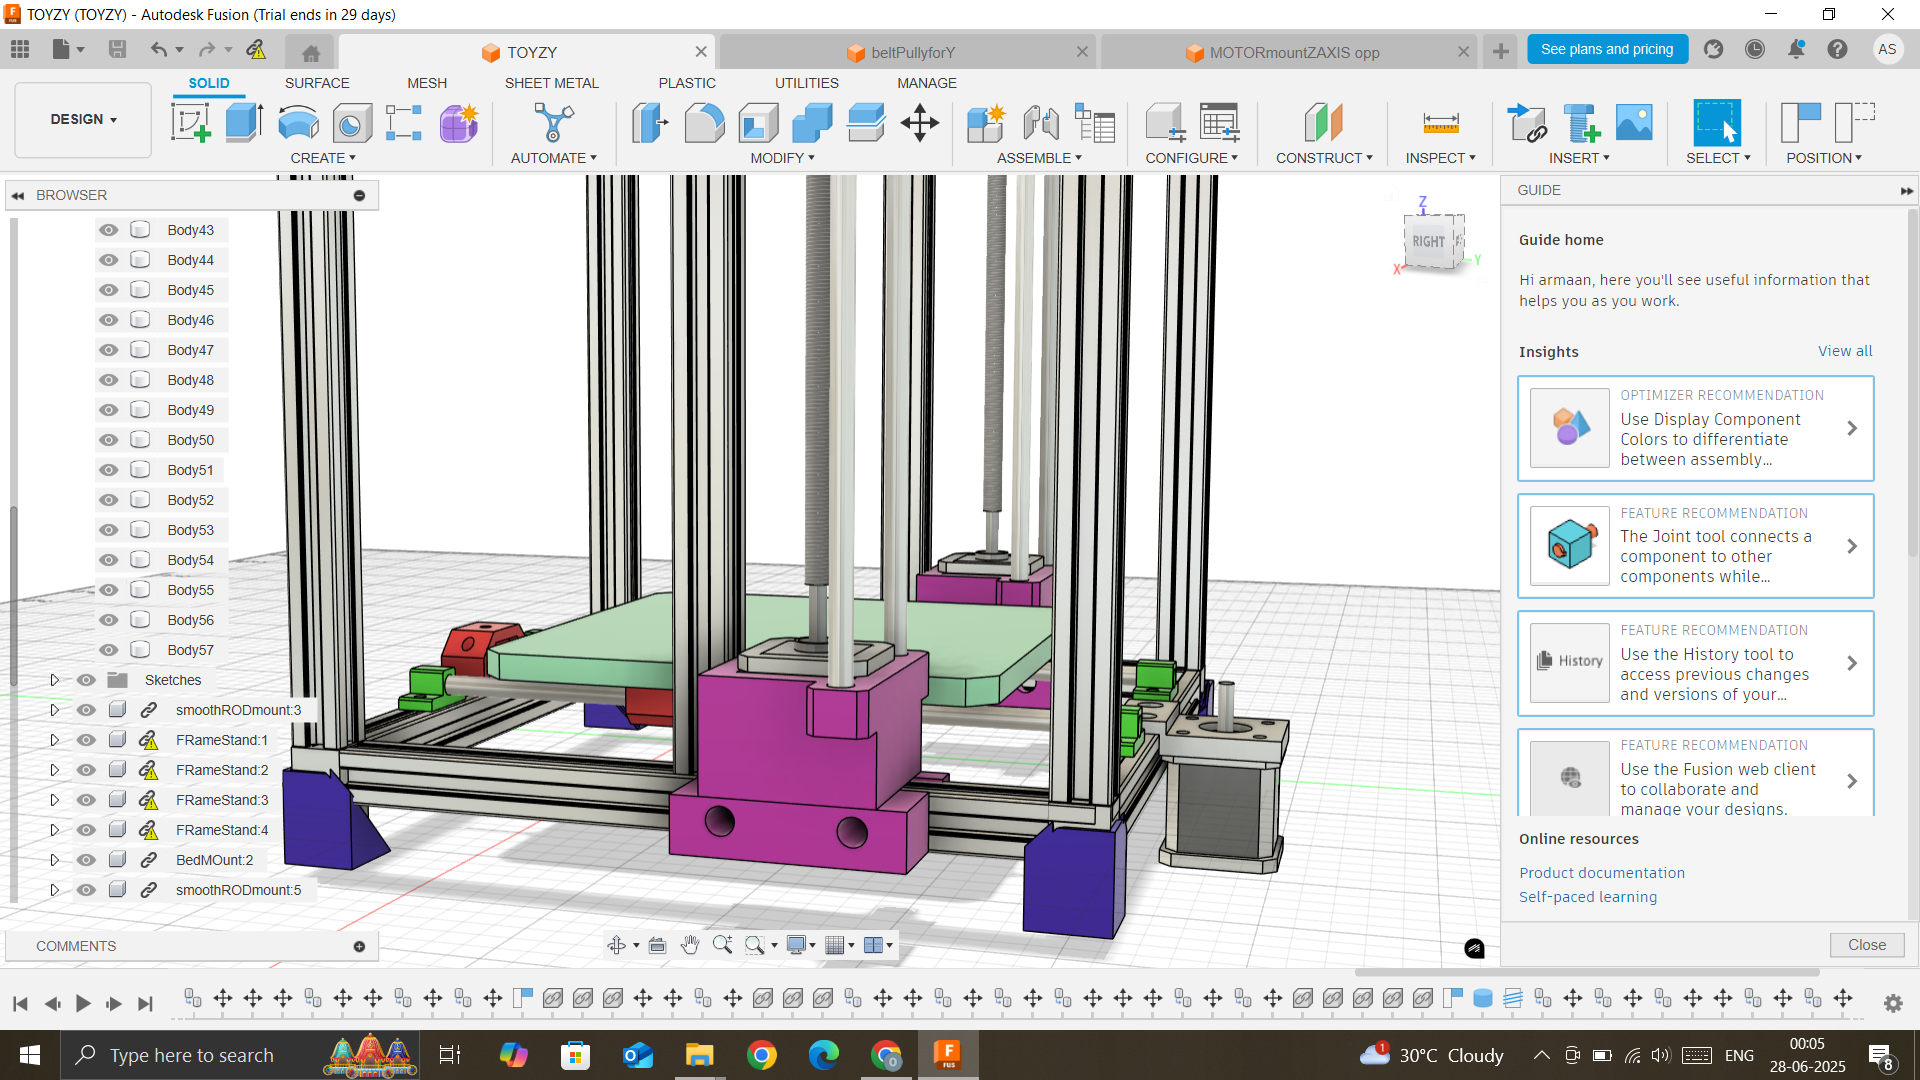 TOYZY (TOYZY) - Autodesk Fusion (Trial ends in 29 days)
TOYZY
beltPullyforY
MOTORmountZAXIS opp
See plans and pricing
AS
DESIGN
SOLID
SURFACE
MESH
SHEET METAL
PLASTIC
UTILITIES
MANAGE
CREATE
AUTOMATE
MODIFY
ASSEMBLE
CONFIGURE
CONSTRUCT
INSPECT
INSERT
SELECT
POSITION
BROWSER
Body43
Body44
Body45
Body46
Body47
Body48
Body49
Body50
Body51
Body52
Body53
Body54
Body55
Body56
Body57
Sketches
smoothRODmount:3
FRameStand:1
FRameStand:2
FRameStand:3
FRameStand:4
BedMOunt:2
smoothRODmount:5
COMMENTS
Z
RIGHT
X
Y
GUIDE
Guide home
Hi armaan, here you'll see useful information that
helps you as you work.
Insights
View all
OPTIMIZER RECOMMENDATION
Use Display Component
Colors to differentiate
between assembly...
FEATURE RECOMMENDATION
The Joint tool connects a
component to other
components while...
FEATURE RECOMMENDATION
History
Use the History tool to
access previous changes
and versions of your...
FEATURE RECOMMENDATION
Use the Fusion web client
to collaborate and
manage your designs.
Online resources
Product documentation
Self-paced learning
Close
Type here to search
F
FUS
1
30°C Cloudy
ENG
00:05
28-06-2025
8